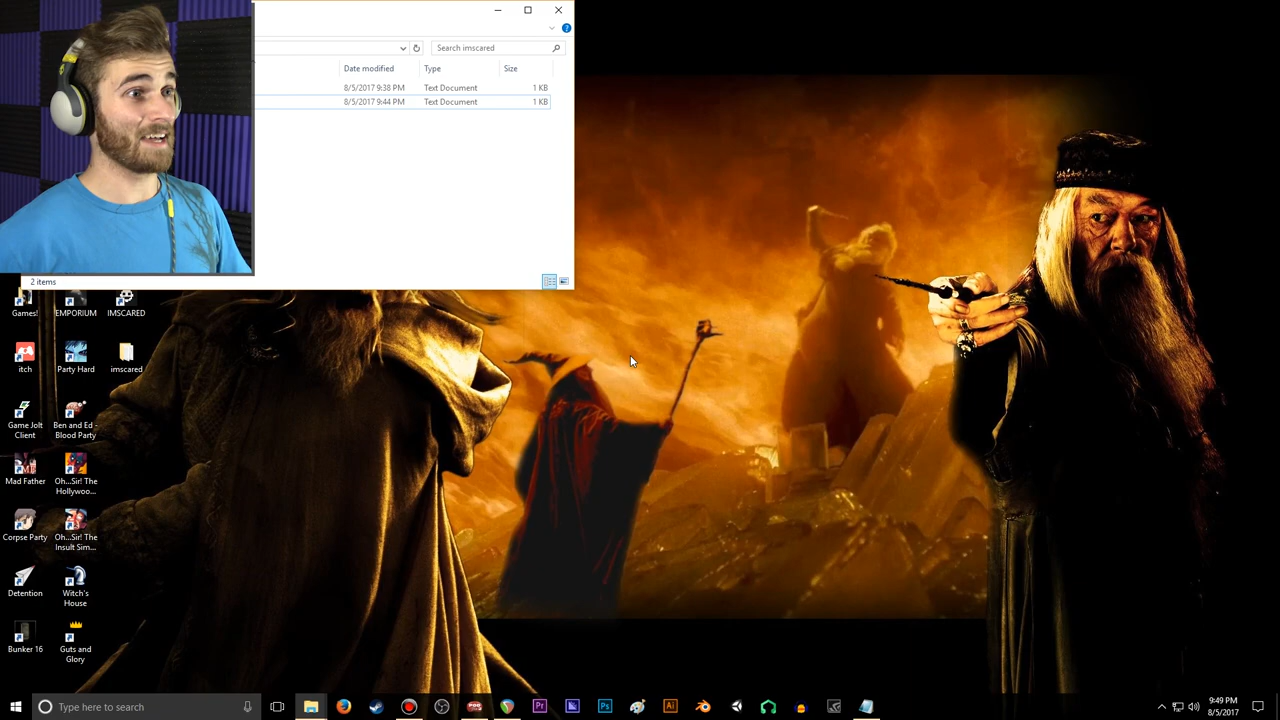 Search imscared
Date modified Type Size
8/5/2017 9:38 PM Text Document 1 KB
8/5/2017 9:44 PM Text Document 1 KB
2 items
Games! EMPORIUM IMSCARED
itch Party Hard imscared
Game Jolt Client
Ben and Ed - Blood Party
Mad Father
Oh...Sir! The Hollywoo...
Corpse Party
Oh...Sir! The Insult Sim...
Detention
Witch's House
Bunker 16
Guts and Glory
Type here to search
Pr
Ps
Ai
9:49 PM
8/5/2017